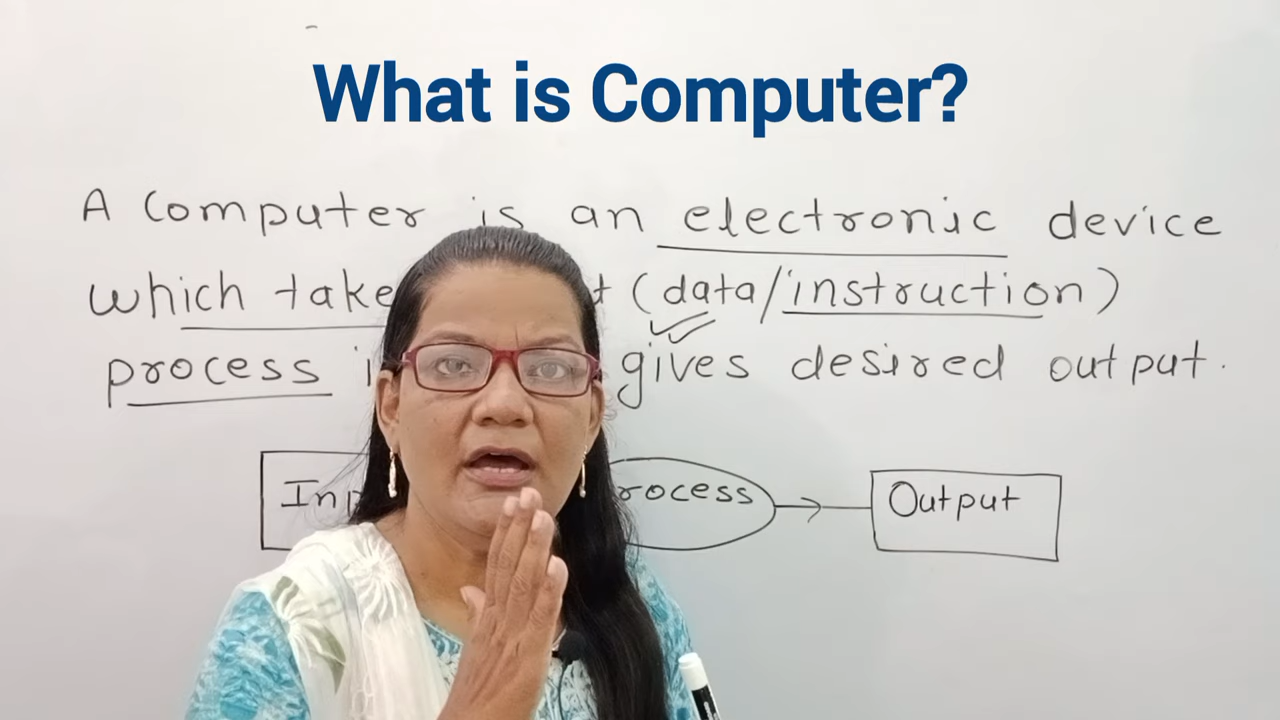 What is Computer?
A Computer is an electronic device
which take (data/instruction)
process gives desired output.
Output